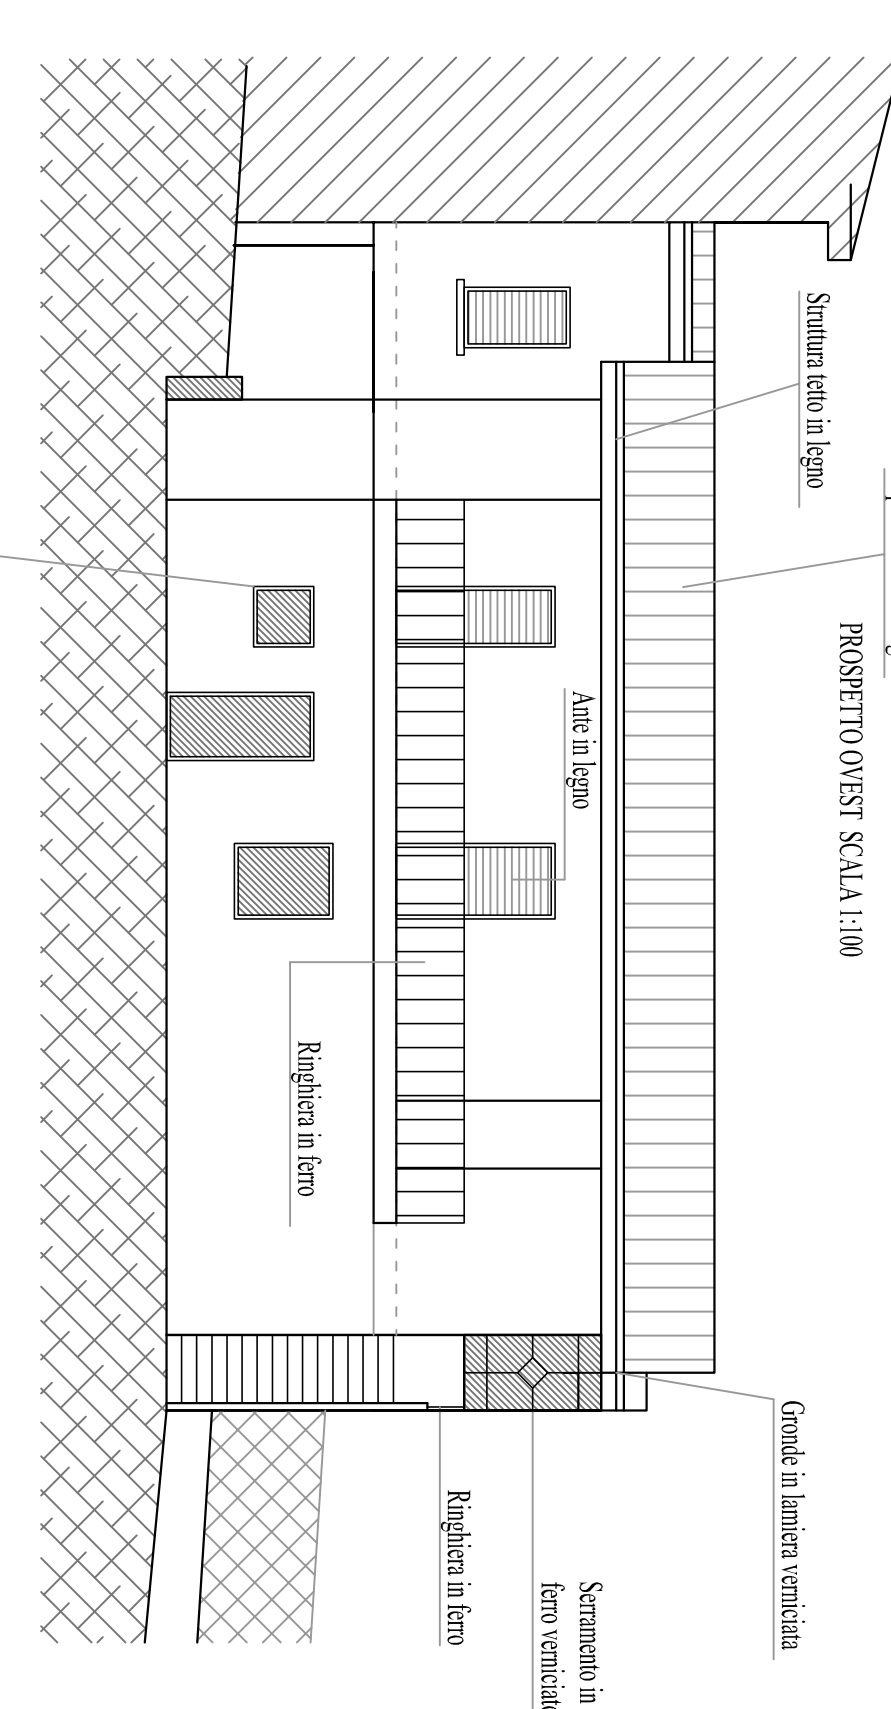 Struttura tetto in legno
PROSPETTO OVEST SCALA 1:100
Ante in legno
Ringhiera in ferro
Gronde in lamiera verniciata
Ringhiera in ferro
Serramento in
ferro